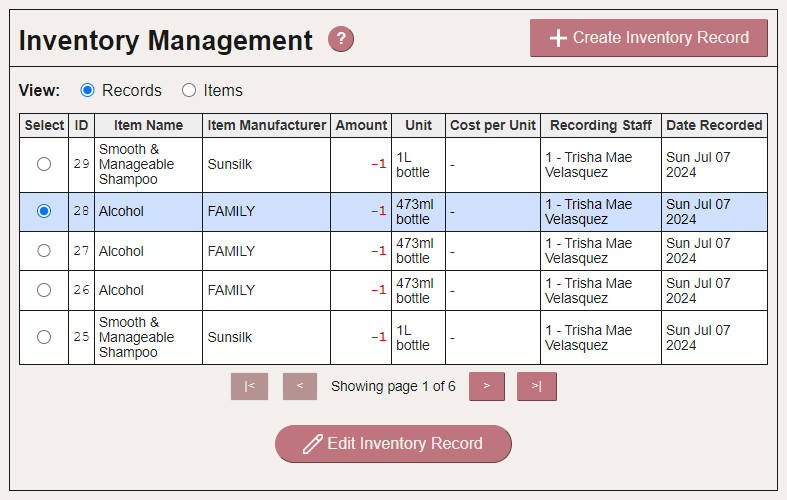 Inventory Management ? Create Inventory Record
View: Records Items
Select ID Item Name Item Manufacturer Amount Unit Cost per Unit Recording Staff Date Recorded
29 Smooth & Manageable Shampoo Sunsilk -1 1L bottle - 1 - Trisha Mae Velasquez Sun Jul 07 2024
28 Alcohol FAMILY -1 473ml bottle - 1 - Trisha Mae Velasquez Sun Jul 07 2024
27 Alcohol FAMILY -1 473ml bottle - 1 - Trisha Mae Velasquez Sun Jul 07 2024
26 Alcohol FAMILY -1 473ml bottle - 1 - Trisha Mae Velasquez Sun Jul 07 2024
25 Smooth & Manageable Shampoo Sunsilk -1 1L bottle - 1 - Trisha Mae Velasquez Sun Jul 07 2024
|< < Showing page 1 of 6 > >|
Edit Inventory Record